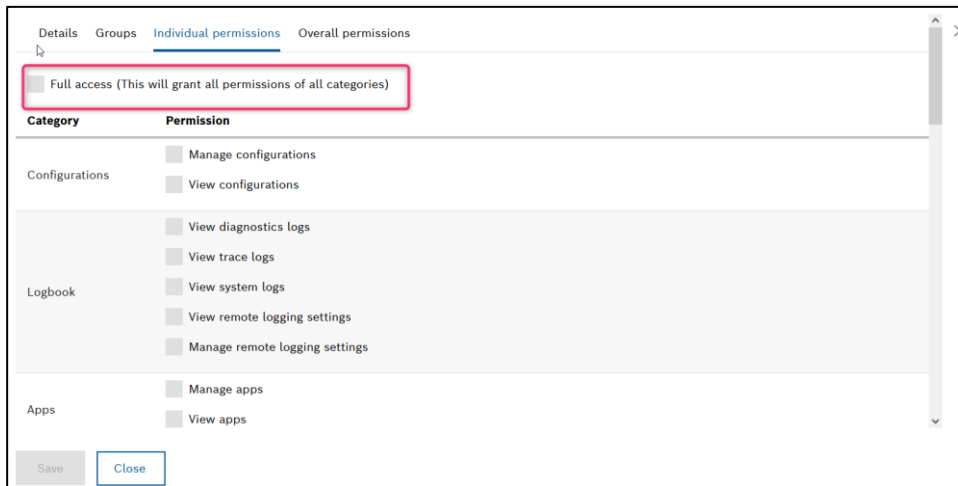 Details Groups Individual permissions Overall permissions
Full access (This will grant all permissions of all categories)
Category Permission
Configurations
Manage configurations
View configurations
Logbook
View diagnostics logs
View trace logs
View system logs
View remote logging settings
Manage remote logging settings
Apps
Manage apps
View apps
Save Close